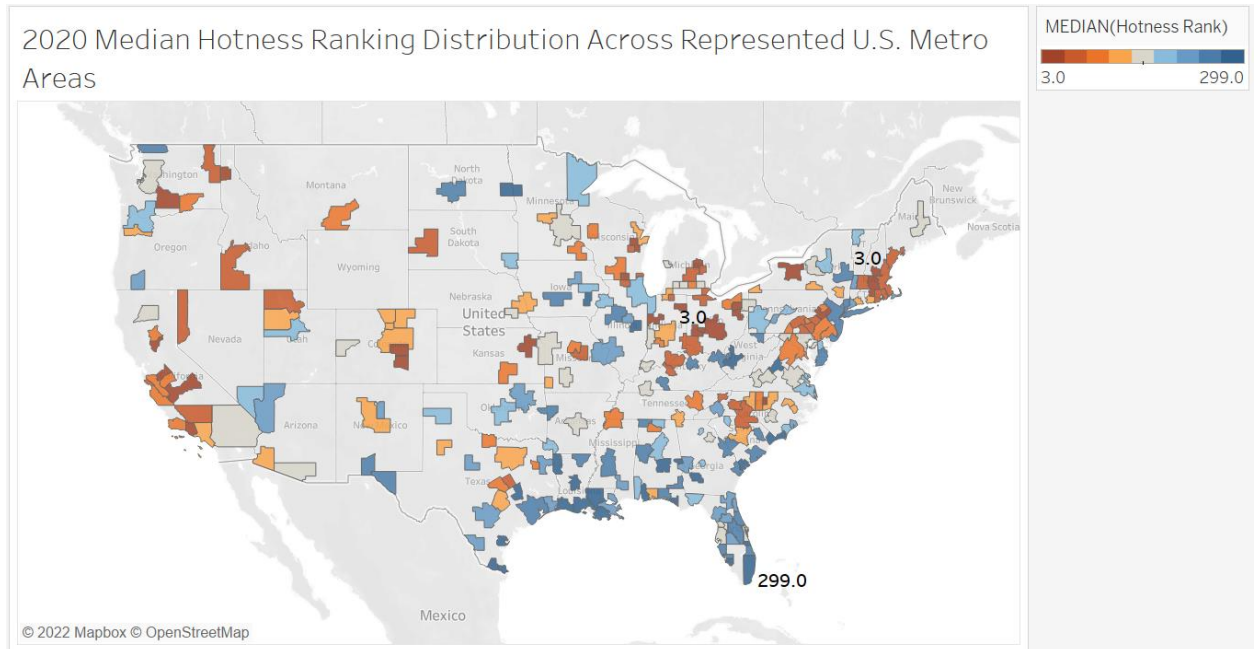 2020 Median Hotness Ranking Distribution Across Represented U.S. Metro
Areas
MEDIAN(Hotness Rank)
3.0 299.0
North
Dakota
Montana
Minnesota
New
Brunswick
Nova Scotia
Oregon
Idaho
South
Dakota
Wisconsin
Michigan
3.0
Wyoming
Iowa
Nebraska
United
States
3.0
Nevada
Utah
Kansas
West
Virginia
Tennessee
Arizona
New Mexico
Mississippi
Georgia
Texas
299.0
Mexico
© 2022 Mapbox © OpenStreetMap